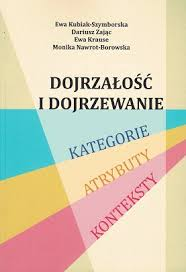 Ewa Kubiak-Szymborska
Dariusz Zając
Ewa Krause
Monika Nawrot-Borowska
DOJRZAŁOŚĆ
I DOJRZEWANIE
KATEGORIE
ATRYBUTY
KONTEKSTY